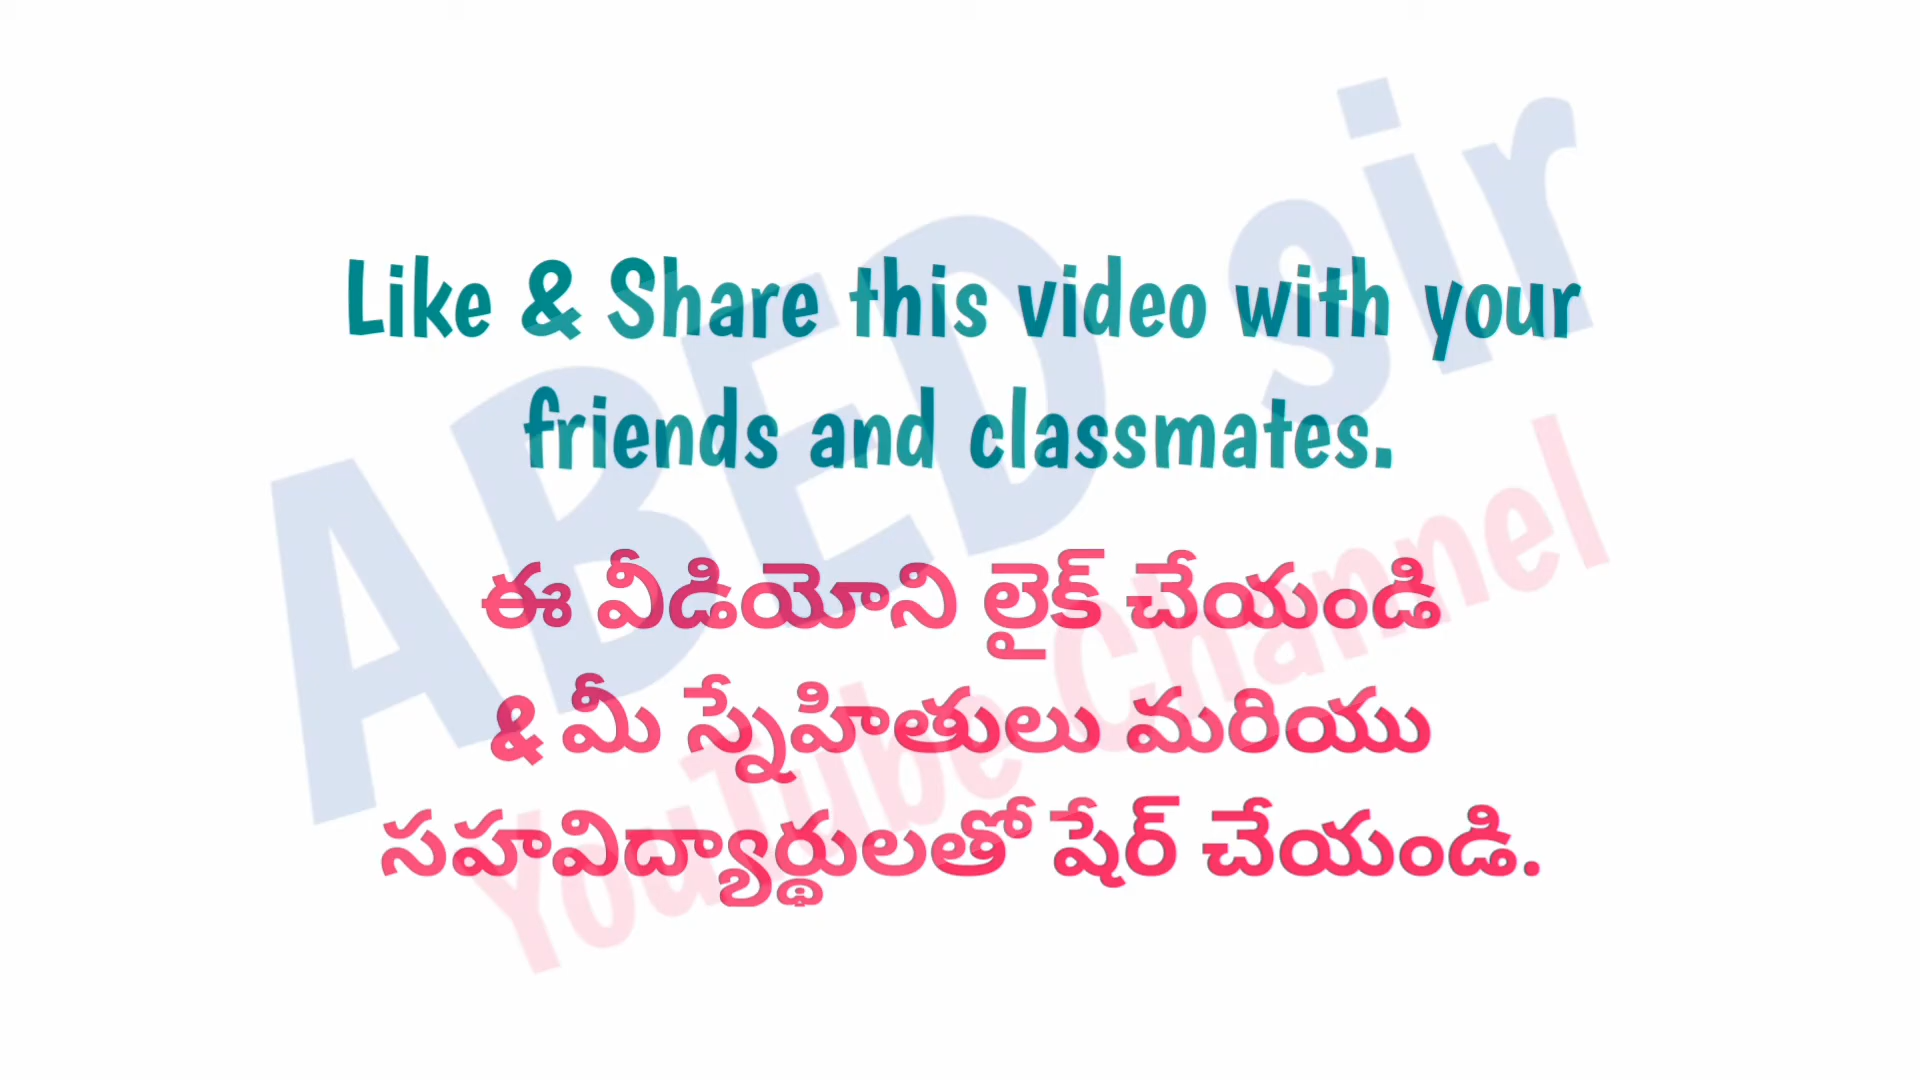 Like & Share this video with your
friends and classmates.
ఈ వీడియోని లైక్ చేయండి
& మీ స్నేహితులు మరియు
సహవిద్యార్థులతో షేర్ చేయండి.
ABED sir
YouTube Channel